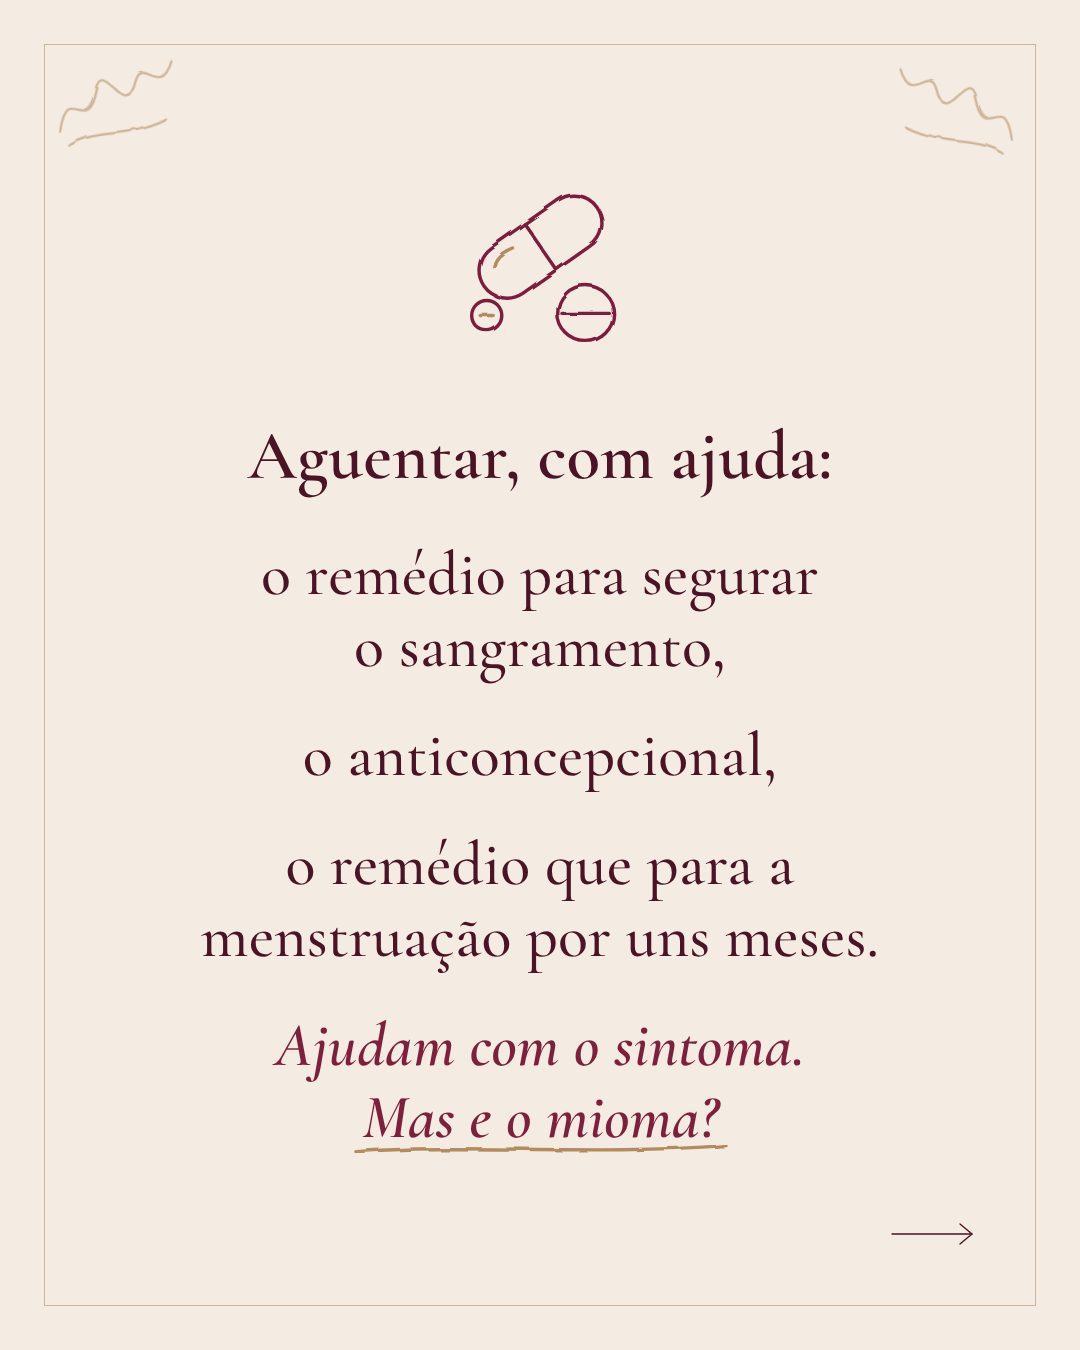 Aguentar, com ajuda:
o remédio para segurar
o sangramento,
o anticoncepcional,
o remédio que para a
menstruação por uns meses.
Ajudam com o sintoma.
Mas e o mioma?